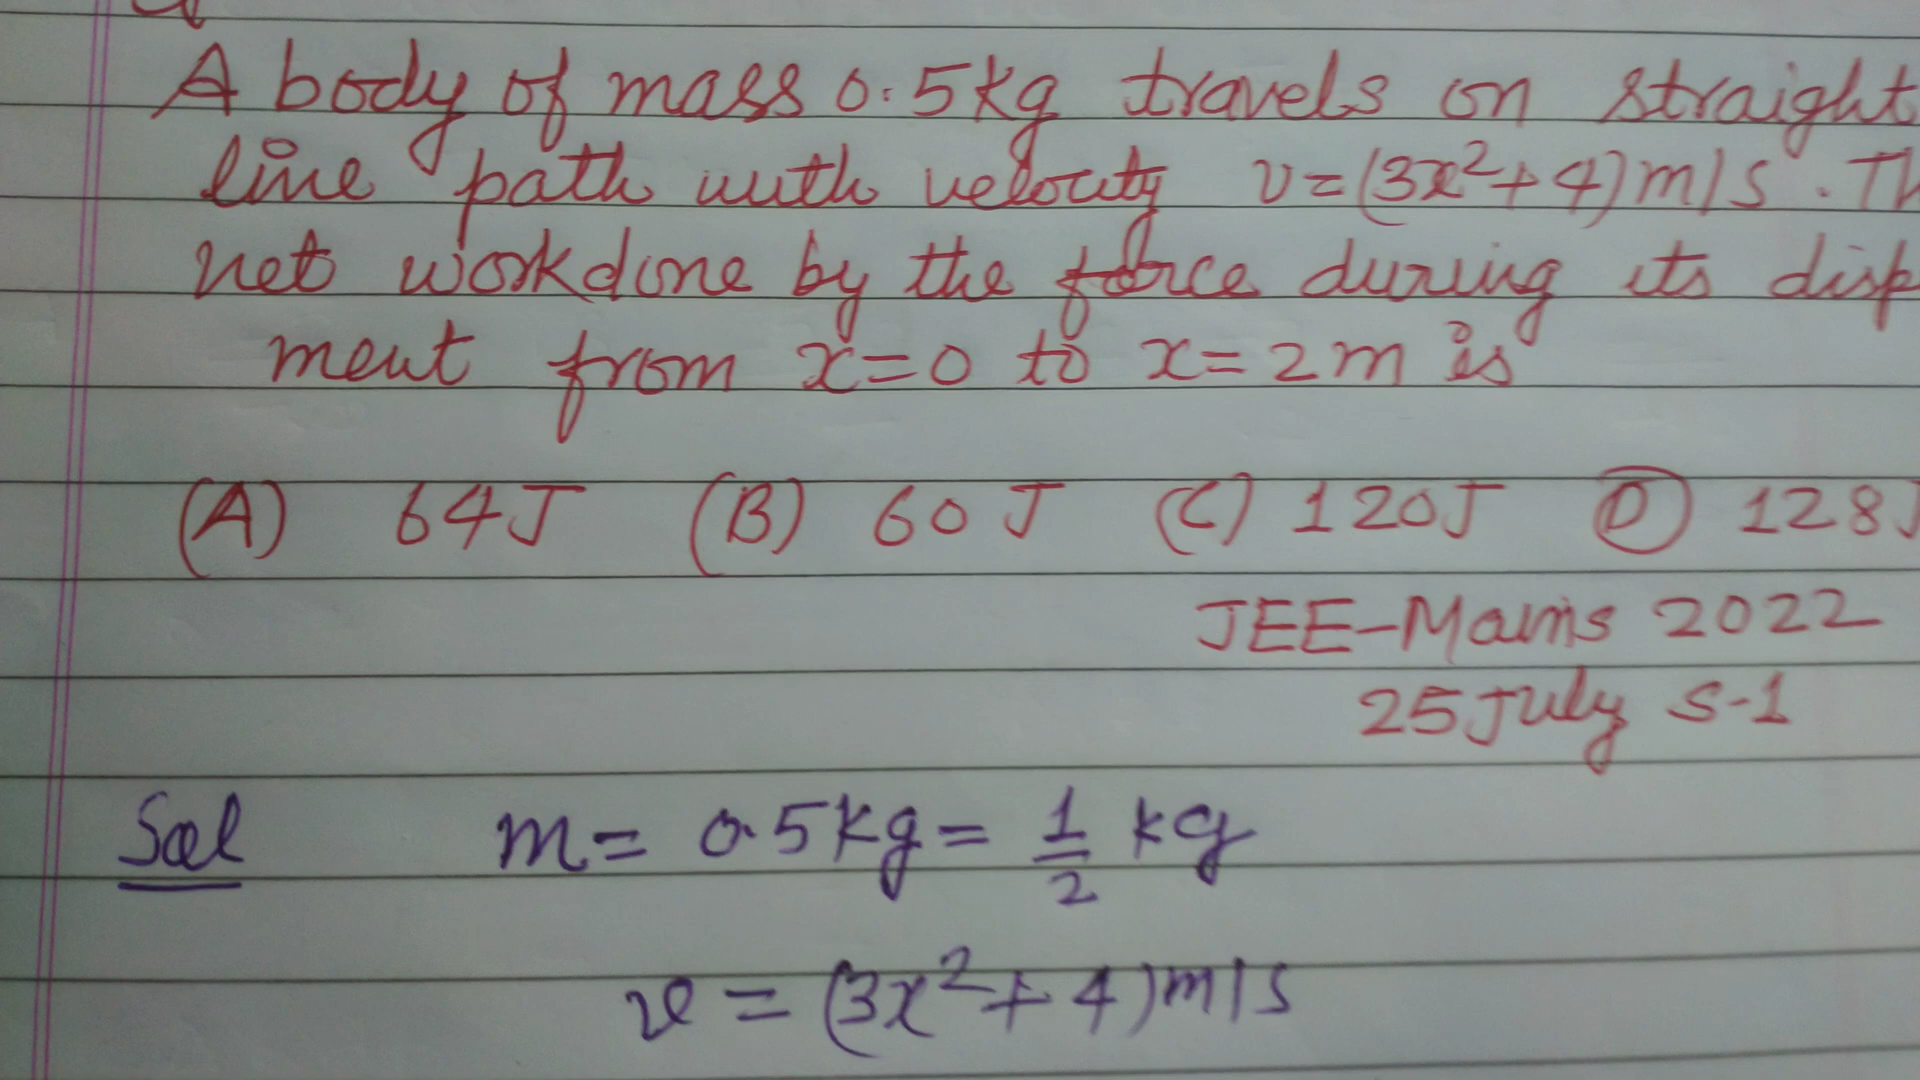 A body of mass 0.5kg travels on straight
line path with velocity v=(3x²+4)m/s. Th
net workdone by the force during its disp
ment from x=0 to x=2m is
(A) 64J (B) 60J (C) 120J (D) 128J
JEE-Mains 2022
25 July S-1
Sol m= 0.5kg= 1/2 kg
v = (3x²+4)m/s